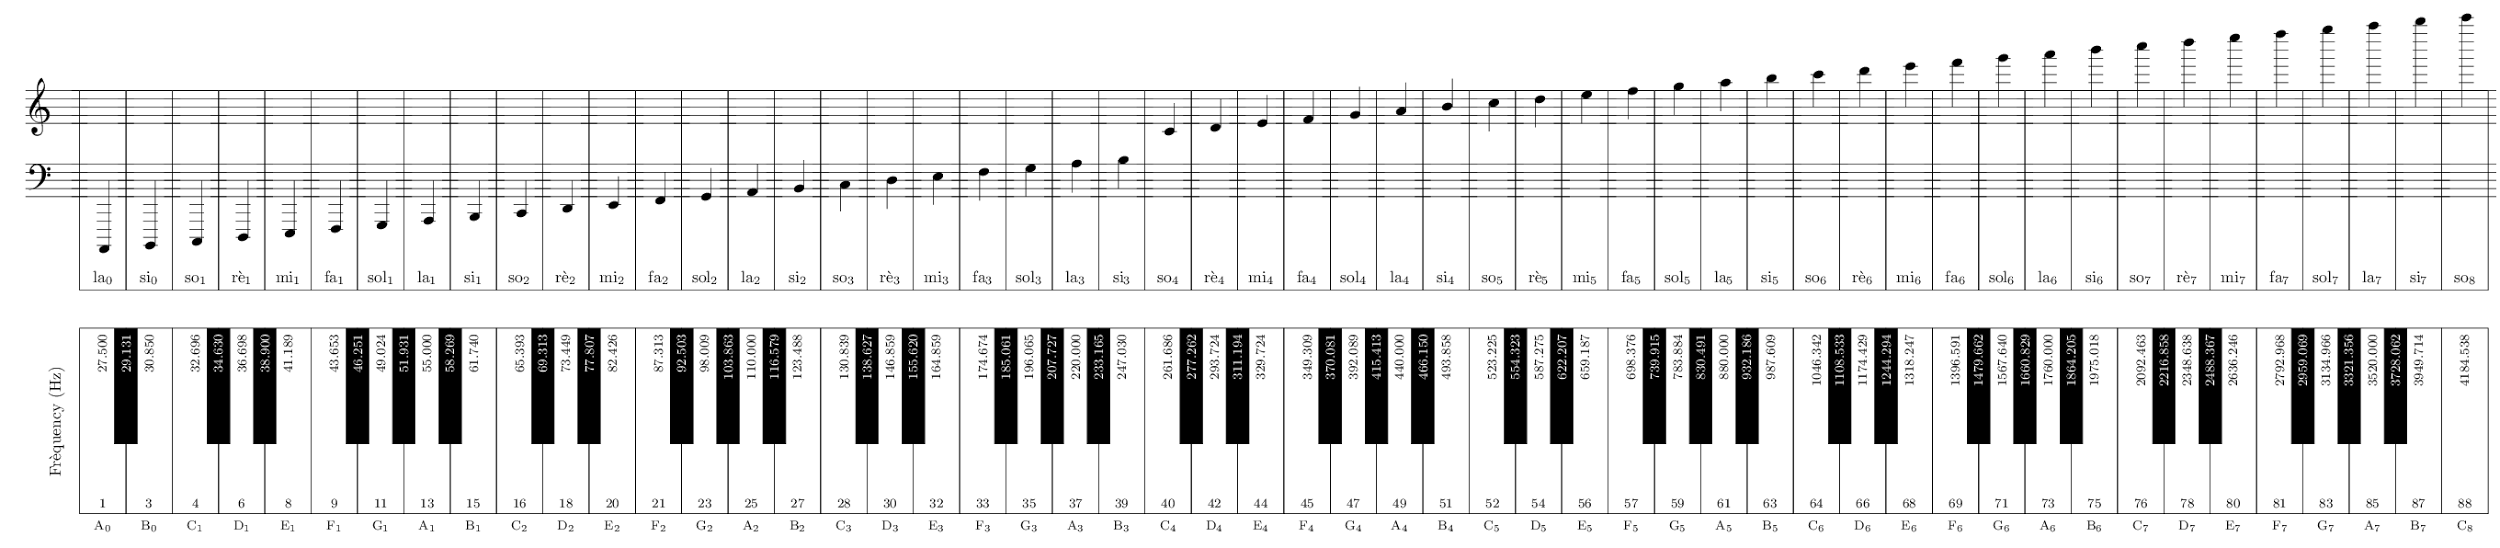 la₀ si₀ so₁ rè₁ mi₁ fa₁ sol₁ la₁ si₁ so₂ rè₂ mi₂ fa₂ sol₂ la₂ si₂ so₃ rè₃ mi₃ fa₃ sol₃ la₃ si₃ so₄ rè₄ mi₄ fa₄ sol₄ la₄ si₄ so₅ rè₅ mi₅ fa₅ sol₅ la₅ si₅ so₆ rè₆ mi₆ fa₆ sol₆ la₆ si₆ so₇ rè₇ mi₇ fa₇ sol₇ la₇ si₇ so₈
Frèquency (Hz)
27.500 29.131 30.850 32.696 34.630 36.698 38.900 41.189 43.653 46.251 49.024 51.931 55.000 58.269 61.740 65.393 69.313 73.449 77.807 82.426 87.313 92.503 98.009 103.863 110.000 116.579 123.488 130.839 138.627 146.859 155.620 164.859 174.674 185.061 196.065 207.727 220.000 233.165 247.030 261.686 277.262 293.724 311.194 329.724 349.309 370.081 392.089 415.413 440.000 466.150 493.858 523.225 554.323 587.275 622.207 659.187 698.376 739.915 783.884 830.491 880.000 932.186 987.609 1046.342 1108.533 1174.429 1244.294 1318.247 1396.591 1479.662 1567.640 1660.829 1760.000 1864.205 1975.018 2092.463 2216.858 2348.638 2488.367 2636.246 2792.968 2959.069 3134.966 3321.356 3520.000 3728.062 3949.714 4184.538
1 3 4 6 8 9 11 13 15 16 18 20 21 23 25 27 28 30 32 33 35 37 39 40 42 44 45 47 49 51 52 54 56 57 59 61 63 64 66 68 69 71 73 75 76 78 80 81 83 85 87 88
A₀ B₀ C₁ D₁ E₁ F₁ G₁ A₁ B₁ C₂ D₂ E₂ F₂ G₂ A₂ B₂ C₃ D₃ E₃ F₃ G₃ A₃ B₃ C₄ D₄ E₄ F₄ G₄ A₄ B₄ C₅ D₅ E₅ F₅ G₅ A₅ B₅ C₆ D₆ E₆ F₆ G₆ A₆ B₆ C₇ D₇ E₇ F₇ G₇ A₇ B₇ C₈